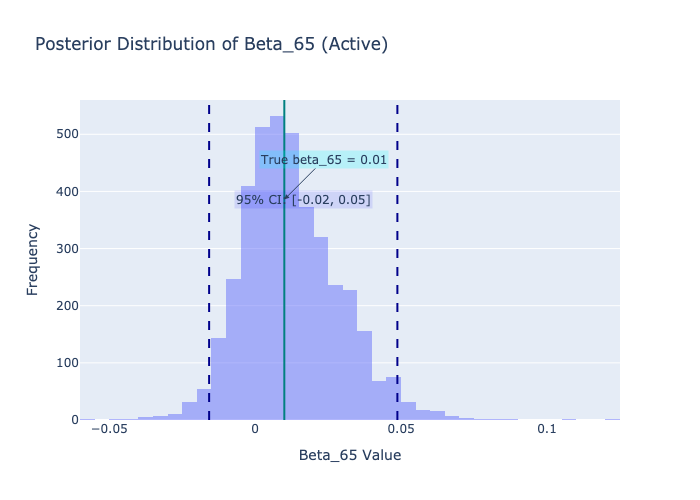 Posterior Distribution of Beta_65 (Active)
500
True beta_65 = 0.01
400
95% CI: [-0.02, 0.05]
300
200
100
0
−0.05
0
0.05
0.1
Frequency
Beta_65 Value